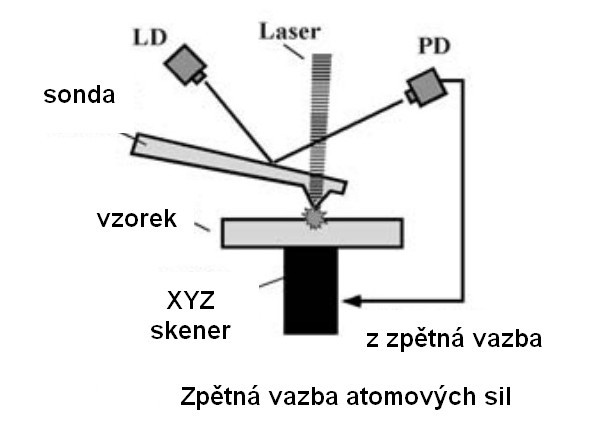 LD
Laser
PD
sonda
vzorek
XYZ
skener
z zpětná vazba
Zpětná vazba atomových sil